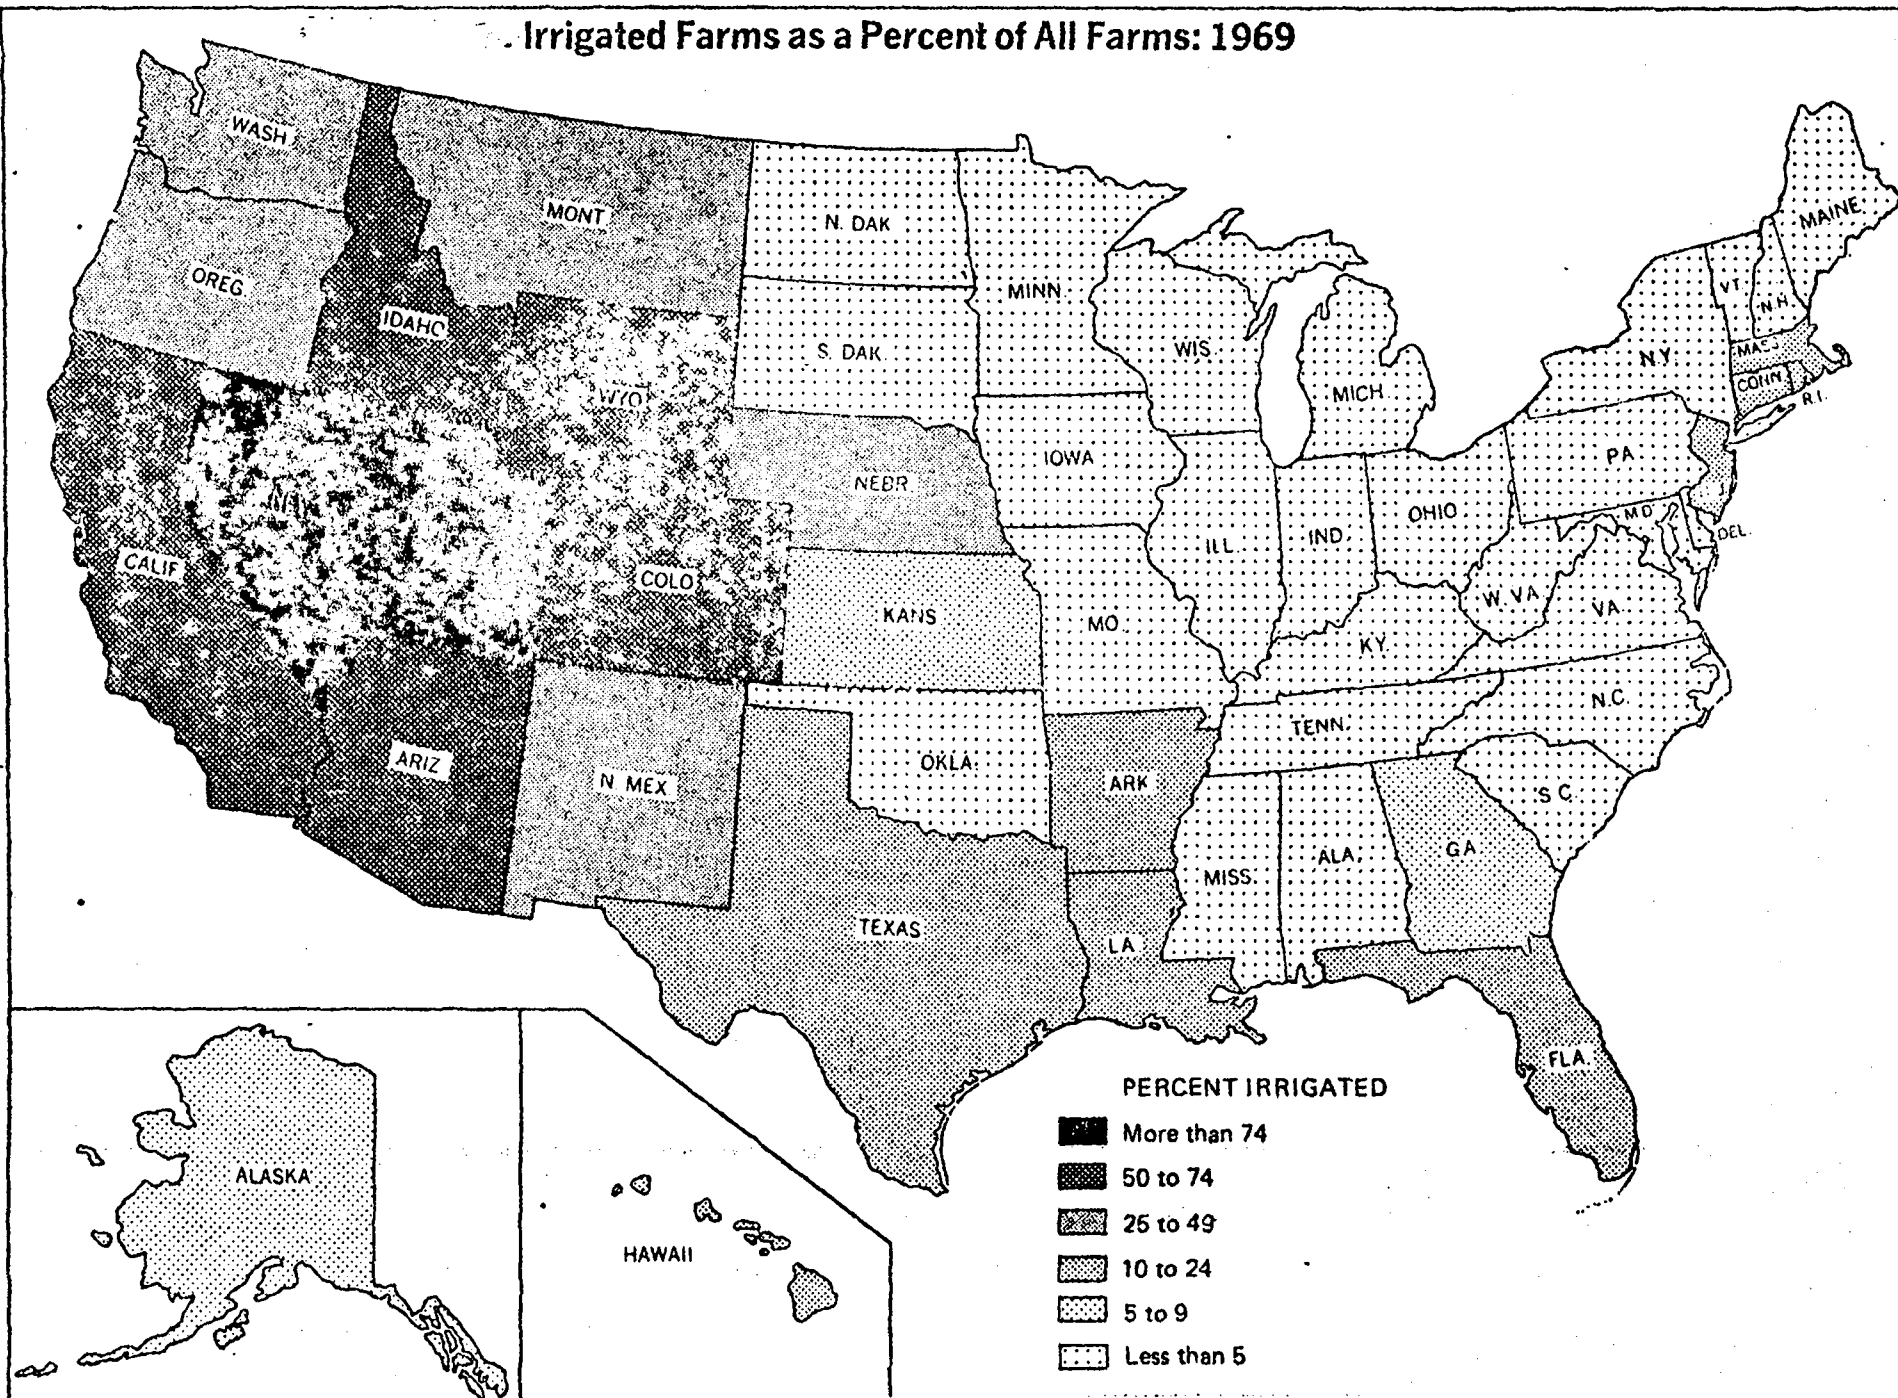 Irrigated Farms as a Percent of All Farms: 1969
WASH
MONT
OREG
IDAHO
WYO
CALIF
COLO
ARIZ
N. MEX
N. DAK
S. DAK
NEBR
KANS
OKLA
TEXAS
MINN
IOWA
MO
ARK
LA
WIS
ILL
MICH
IND
OHIO
KY
TENN
MISS
ALA
GA
FLA
S C
N.C.
VA
W. VA
PA
N.Y.
MD
DEL.
VT
N.H
MASS
CONN
R.I.
MAINE
ALASKA
HAWAII
PERCENT IRRIGATED
More than 74
50 to 74
25 to 49
10 to 24
5 to 9
Less than 5